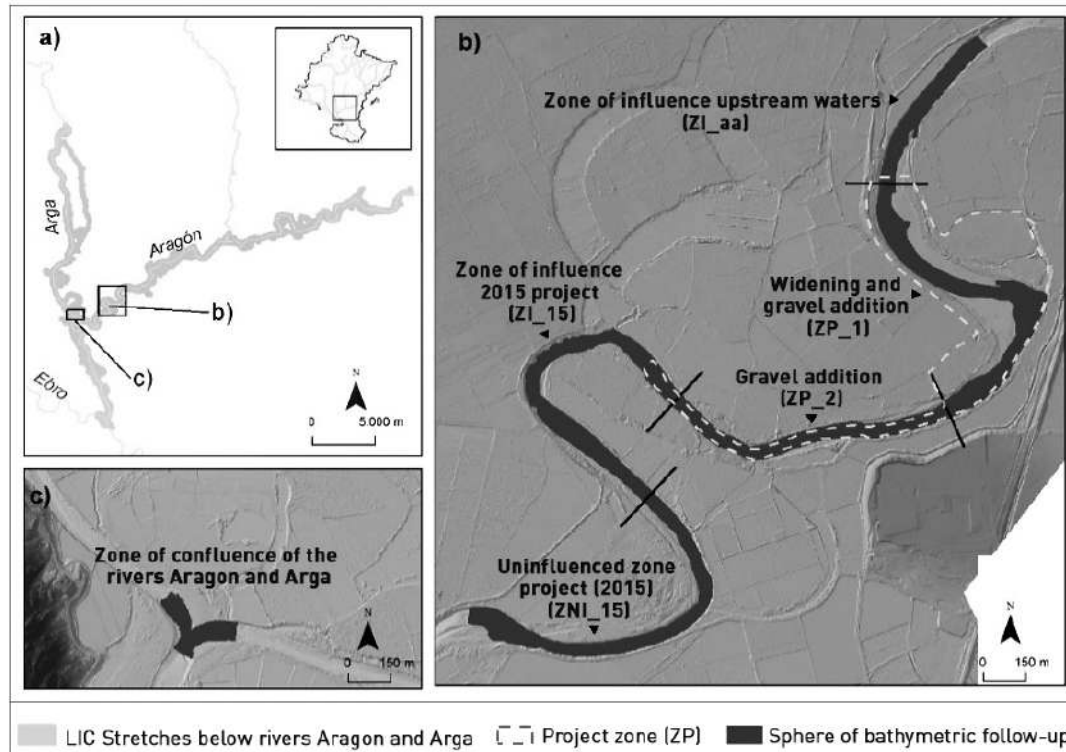 a)
Arga
Aragón
b)
c)
Ebro
N
0 5.000 m
b)
Zone of influence upstream waters
(ZI_aa)
Zone of influence
2015 project
(ZI_15)
Widening and
gravel addition
(ZP_1)
Gravel addition
(ZP_2)
Uninfluenced zone
project (2015)
(ZNI_15)
N
0 150 m
c)
Zone of confluence of the
rivers Aragon and Arga
N
0 150 m
LIC Stretches below rivers Aragon and Arga
Project zone (ZP)
Sphere of bathymetric follow-up